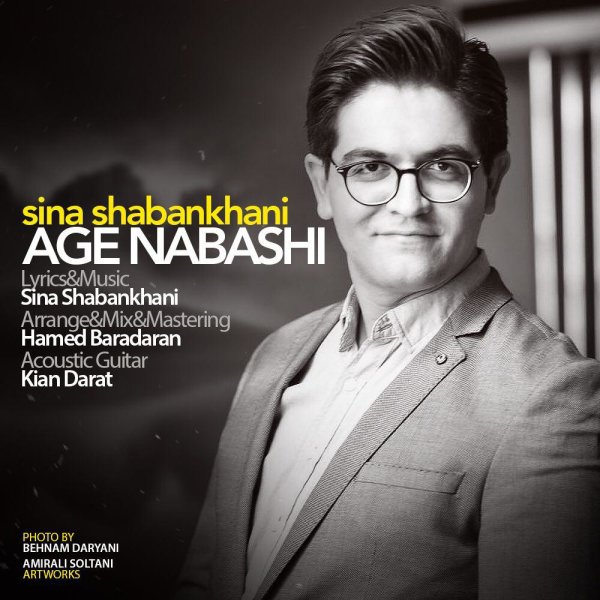 sina shabankhani
AGE NABASHI
Lyrics&Music
Sina Shabankhani
Arrange&Mix&Mastering
Hamed Baradaran
Acoustic Guitar
Kian Darat
PHOTO BY
BEHNAM DARYANI
AMIRALI SOLTANI
ARTWORKS